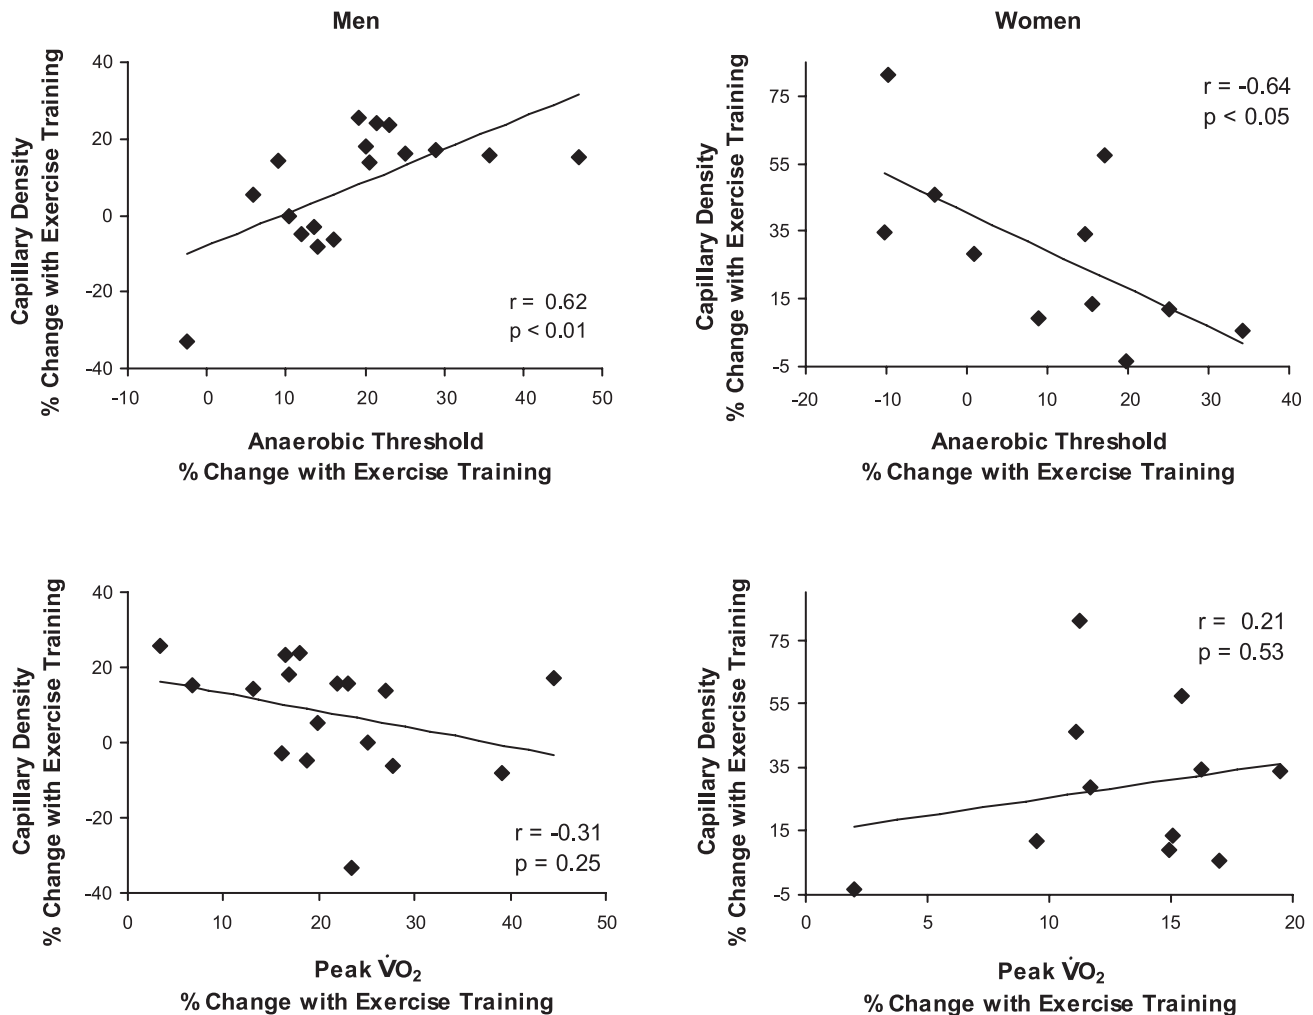 Men
Women
Capillary Density
% Change with Exercise Training
40
20
0
-20
-40
-10
0
10
20
30
40
50
r = 0.62
p < 0.01
Anaerobic Threshold
% Change with Exercise Training
Capillary Density
% Change with Exercise Training
75
55
35
15
-5
-20
-10
0
10
20
30
40
r = -0.64
p < 0.05
Anaerobic Threshold
% Change with Exercise Training
Capillary Density
% Change with Exercise Training
40
20
0
-20
-40
0
10
20
30
40
50
r = -0.31
p = 0.25
Peak V̇O₂
% Change with Exercise Training
Capillary Density
% Change with Exercise Training
75
55
35
15
-5
0
5
10
15
20
r = 0.21
p = 0.53
Peak V̇O₂
% Change with Exercise Training